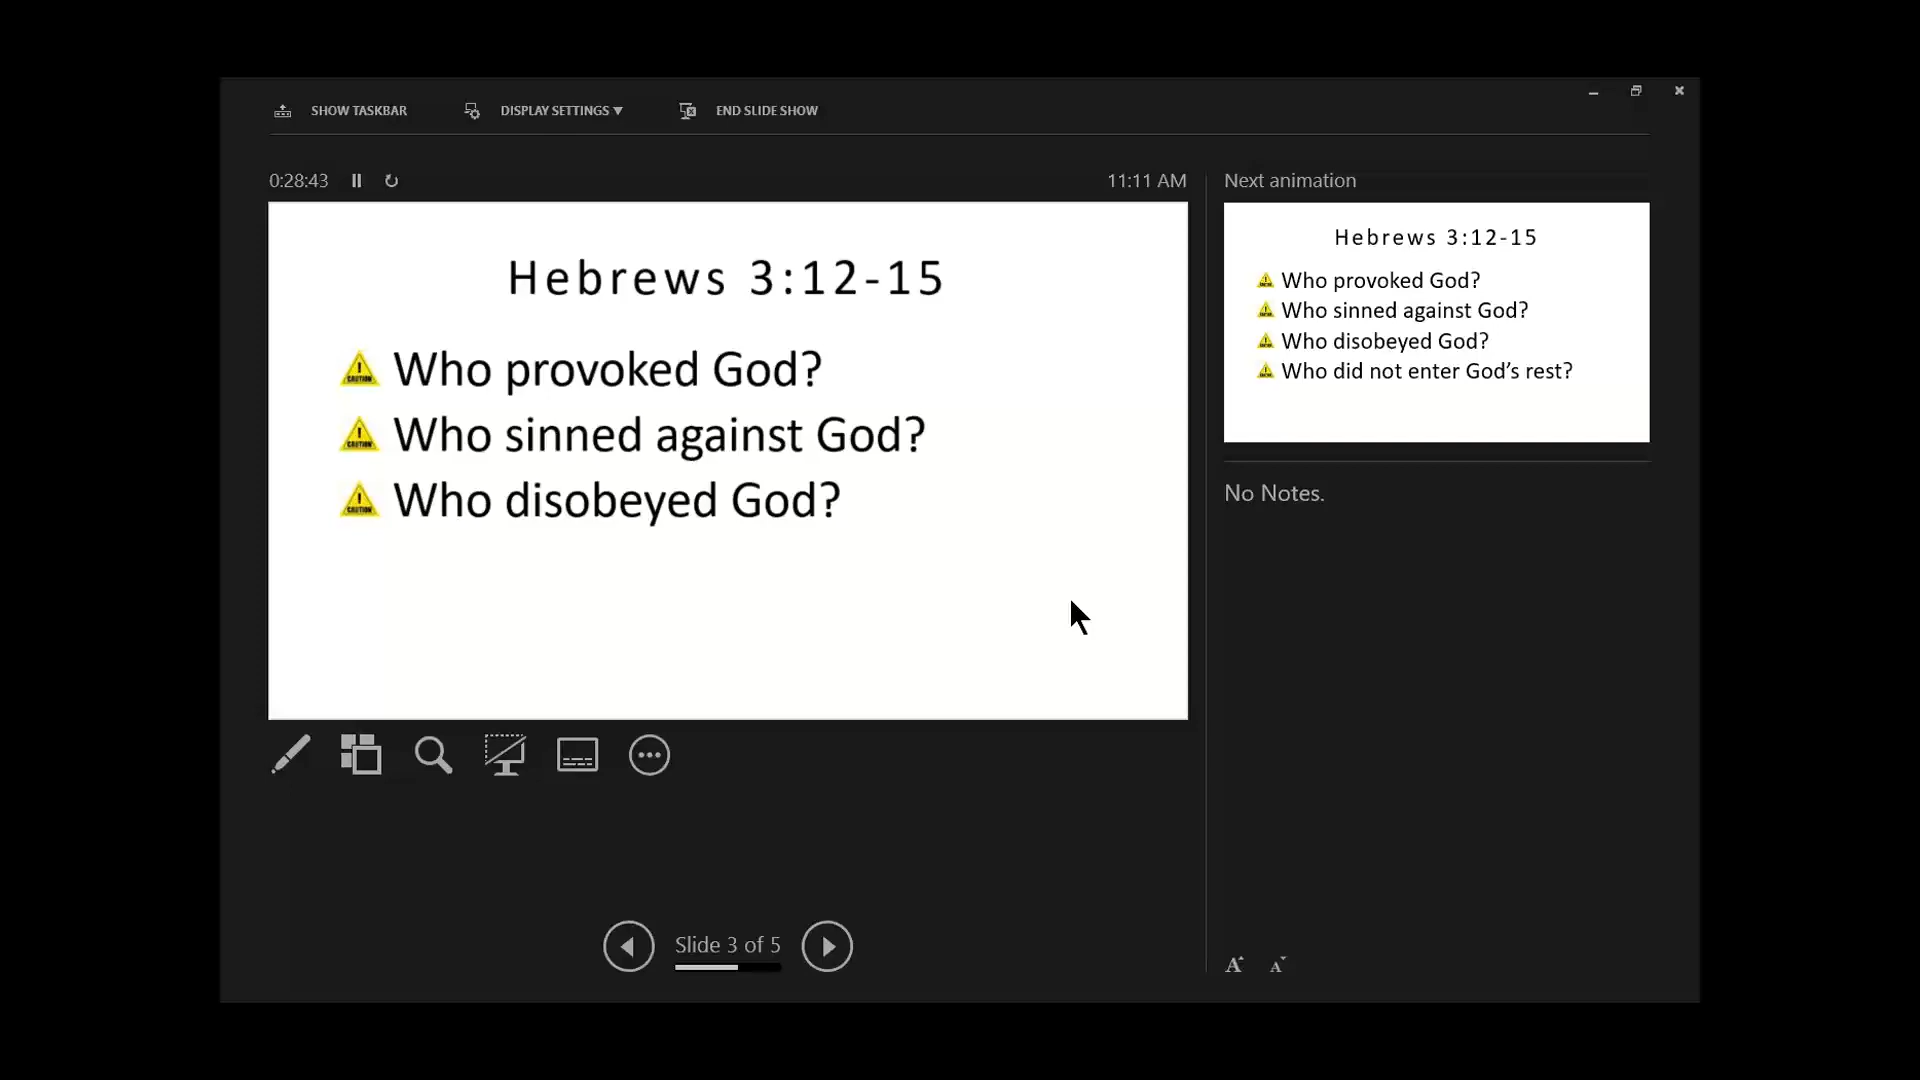 SHOW TASKBAR
DISPLAY SETTINGS ▼
END SLIDE SHOW
0:28:43
11:11 AM
Next animation
Hebrews 3:12-15
Who provoked God?
Who sinned against God?
Who disobeyed God?
Hebrews 3:12-15
Who provoked God?
Who sinned against God?
Who disobeyed God?
Who did not enter God's rest?
No Notes.
Slide 3 of 5
A A